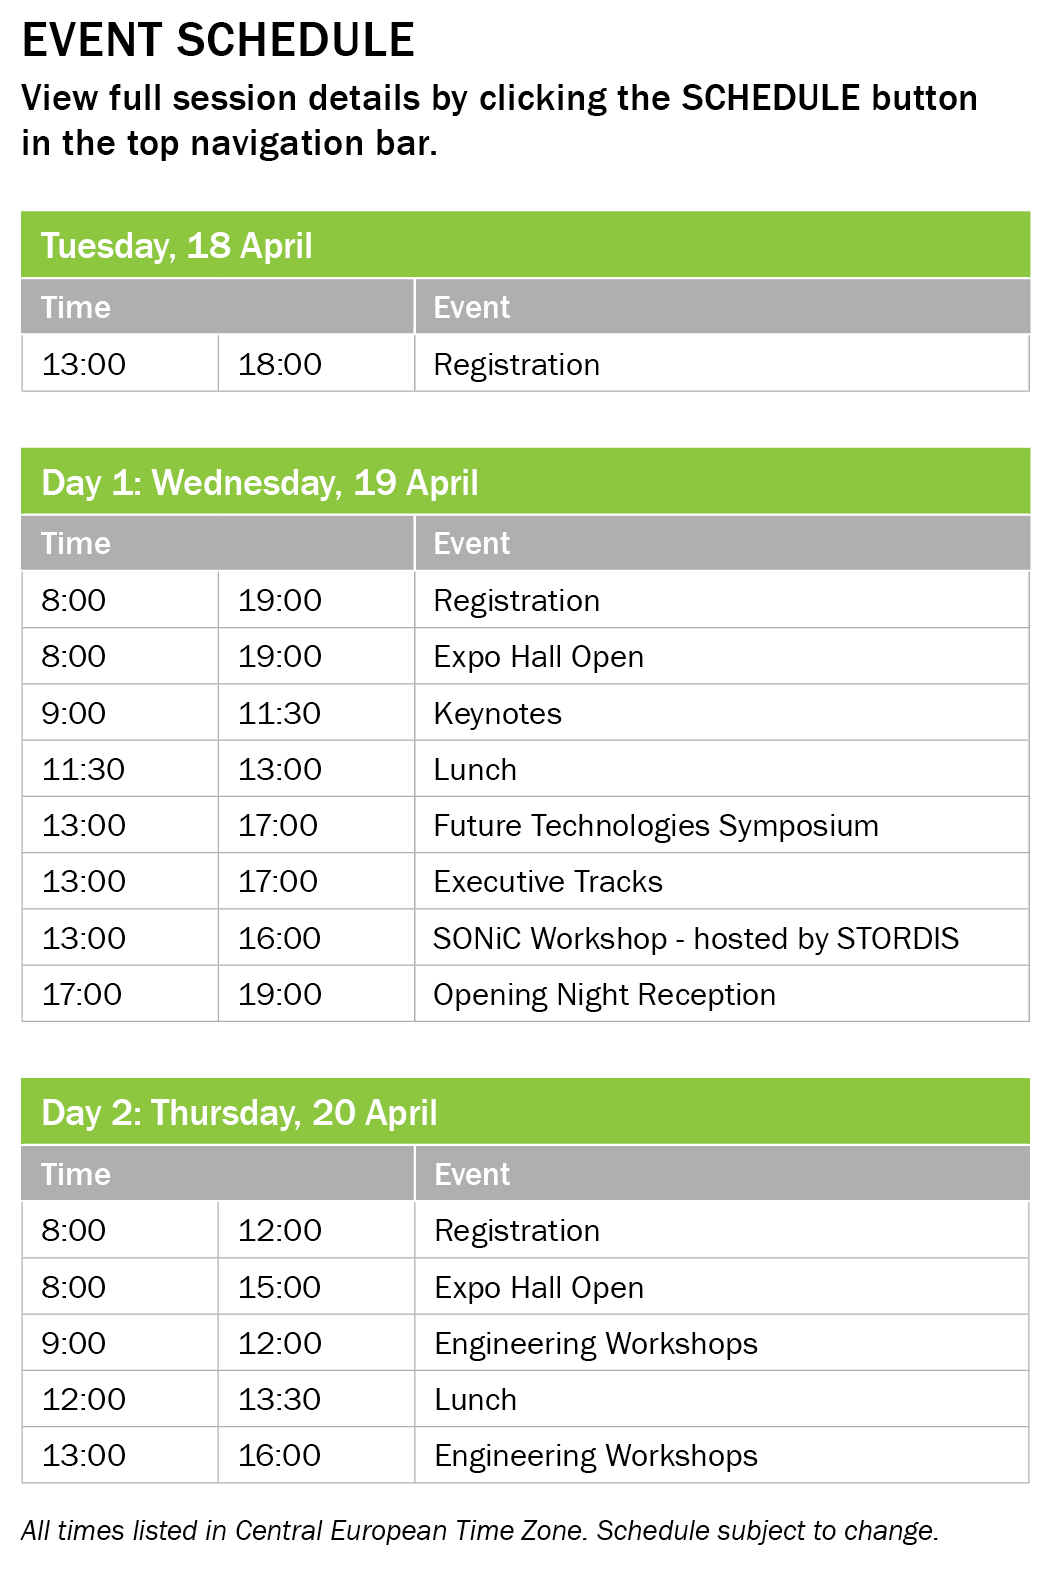 EVENT SCHEDULE
View full session details by clicking the SCHEDULE button
in the top navigation bar.
Tuesday, 18 April
Time Event
13:00 18:00 Registration
Day 1: Wednesday, 19 April
Time Event
8:00 19:00 Registration
8:00 19:00 Expo Hall Open
9:00 11:30 Keynotes
11:30 13:00 Lunch
13:00 17:00 Future Technologies Symposium
13:00 17:00 Executive Tracks
13:00 16:00 SONiC Workshop - hosted by STORDIS
17:00 19:00 Opening Night Reception
Day 2: Thursday, 20 April
Time Event
8:00 12:00 Registration
8:00 15:00 Expo Hall Open
9:00 12:00 Engineering Workshops
12:00 13:30 Lunch
13:00 16:00 Engineering Workshops
All times listed in Central European Time Zone. Schedule subject to change.